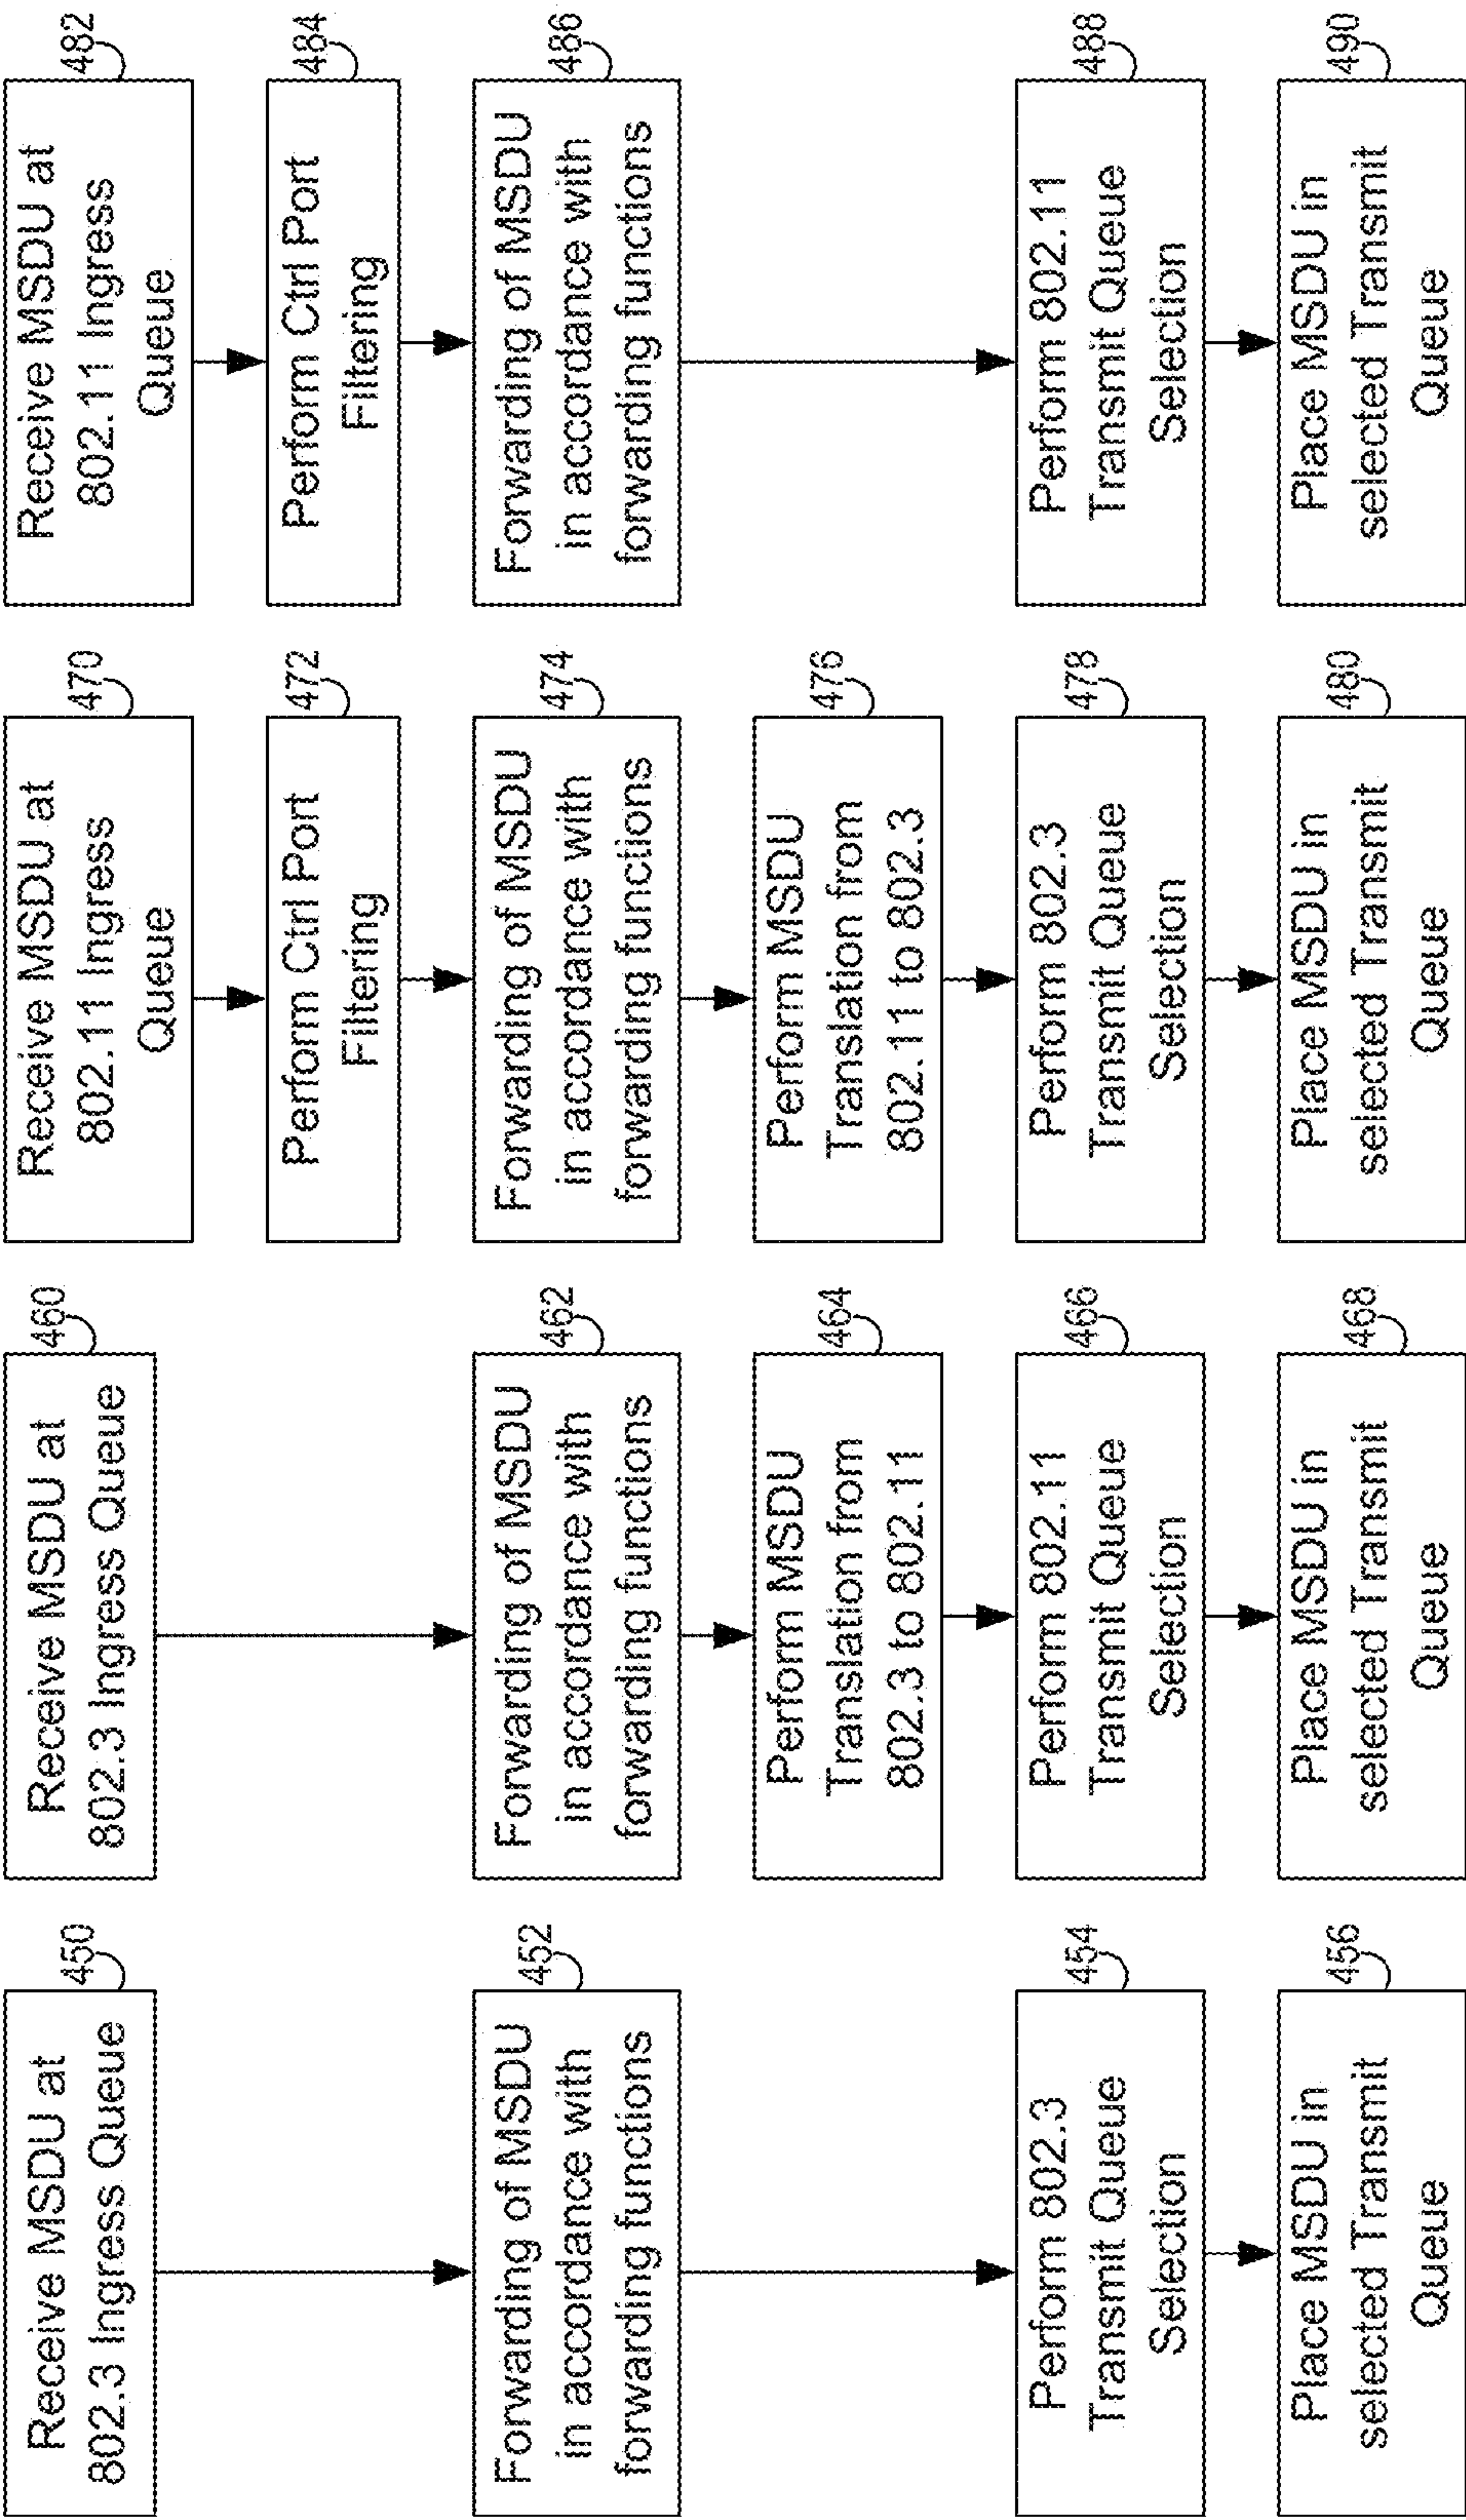 450
Receive MSDU at
802.3 Ingress Queue
452
Forwarding of MSDU
in accordance with
forwarding functions
454
Perform 802.3
Transmit Queue
Selection
456
Place MSDU in
selected Transmit
Queue
460
Receive MSDU at
802.3 Ingress Queue
462
Forwarding of MSDU
in accordance with
forwarding functions
464
Perform MSDU
Translation from
802.3 to 802.11
466
Perform 802.11
Transmit Queue
Selection
468
Place MSDU in
selected Transmit
Queue
470
Receive MSDU at
802.11 Ingress
Queue
472
Perform Ctrl Port
Filtering
474
Forwarding of MSDU
in accordance with
forwarding functions
476
Perform MSDU
Translation from
802.11 to 802.3
478
Perform 802.3
Transmit Queue
Selection
480
Place MSDU in
selected Transmit
Queue
482
Receive MSDU at
802.11 Ingress
Queue
484
Perform Ctrl Port
Filtering
486
Forwarding of MSDU
in accordance with
forwarding functions
488
Perform 802.11
Transmit Queue
Selection
490
Place MSDU in
selected Transmit
Queue